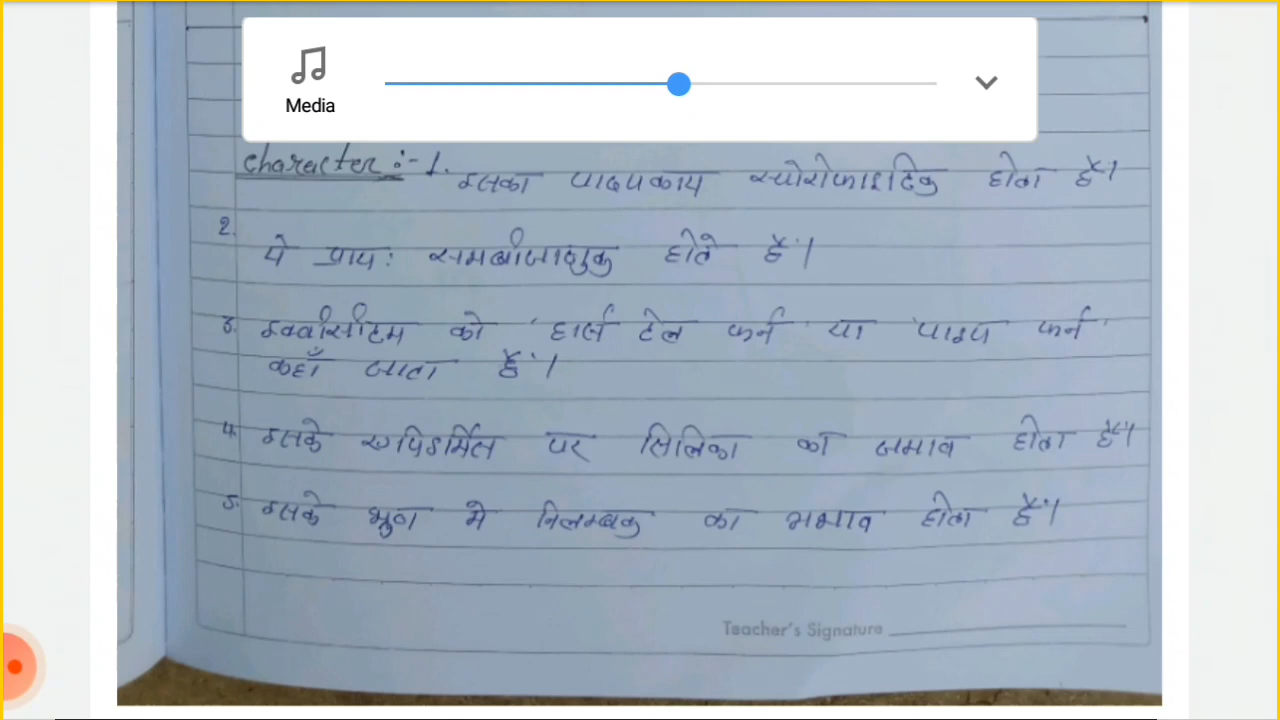 Media
Character :- 1. इसका पादपकाय स्पोरोफाइटिक होता हैं।
2. ये प्रायः समबीजाणुक होते हैं।
3. इक्वीसीटम को 'हार्स टेल फर्न' या 'पाइप फर्न'
कहाँ जाता हैं।
4. इसके एपिडर्मिस पर सिलिका का जमाव होता हैं।
5. इसके भ्रुण मे निलम्बक का अभाव होता हैं।
Teacher's Signature